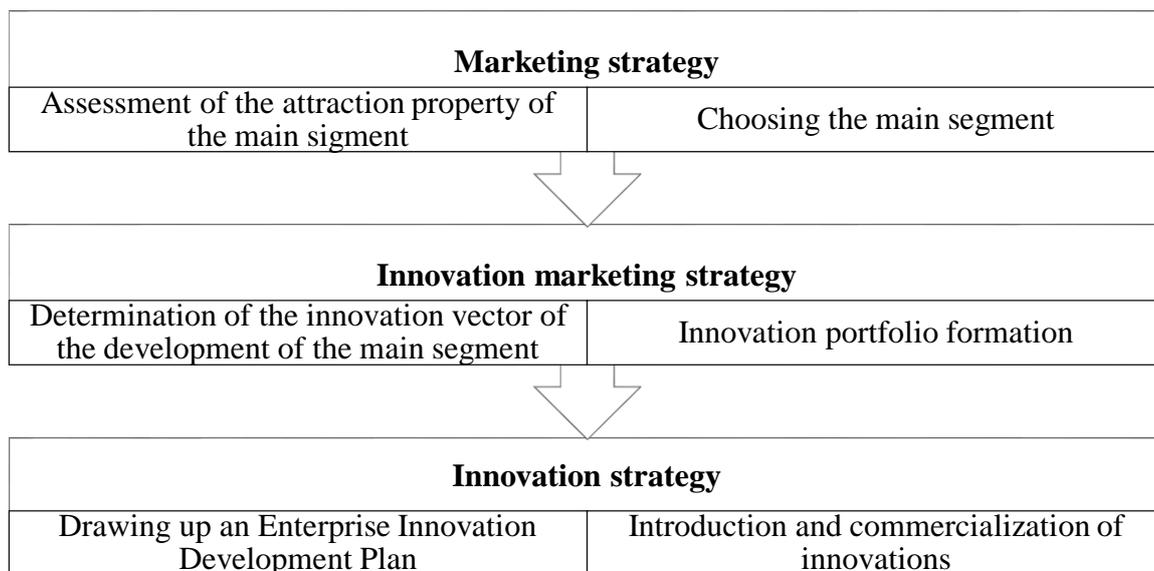 Marketing strategy
Assessment of the attraction property of
the main sigment
Choosing the main segment
Innovation marketing strategy
Determination of the innovation vector of
the development of the main segment
Innovation portfolio formation
Innovation strategy
Drawing up an Enterprise Innovation
Development Plan
Introduction and commercialization of
innovations